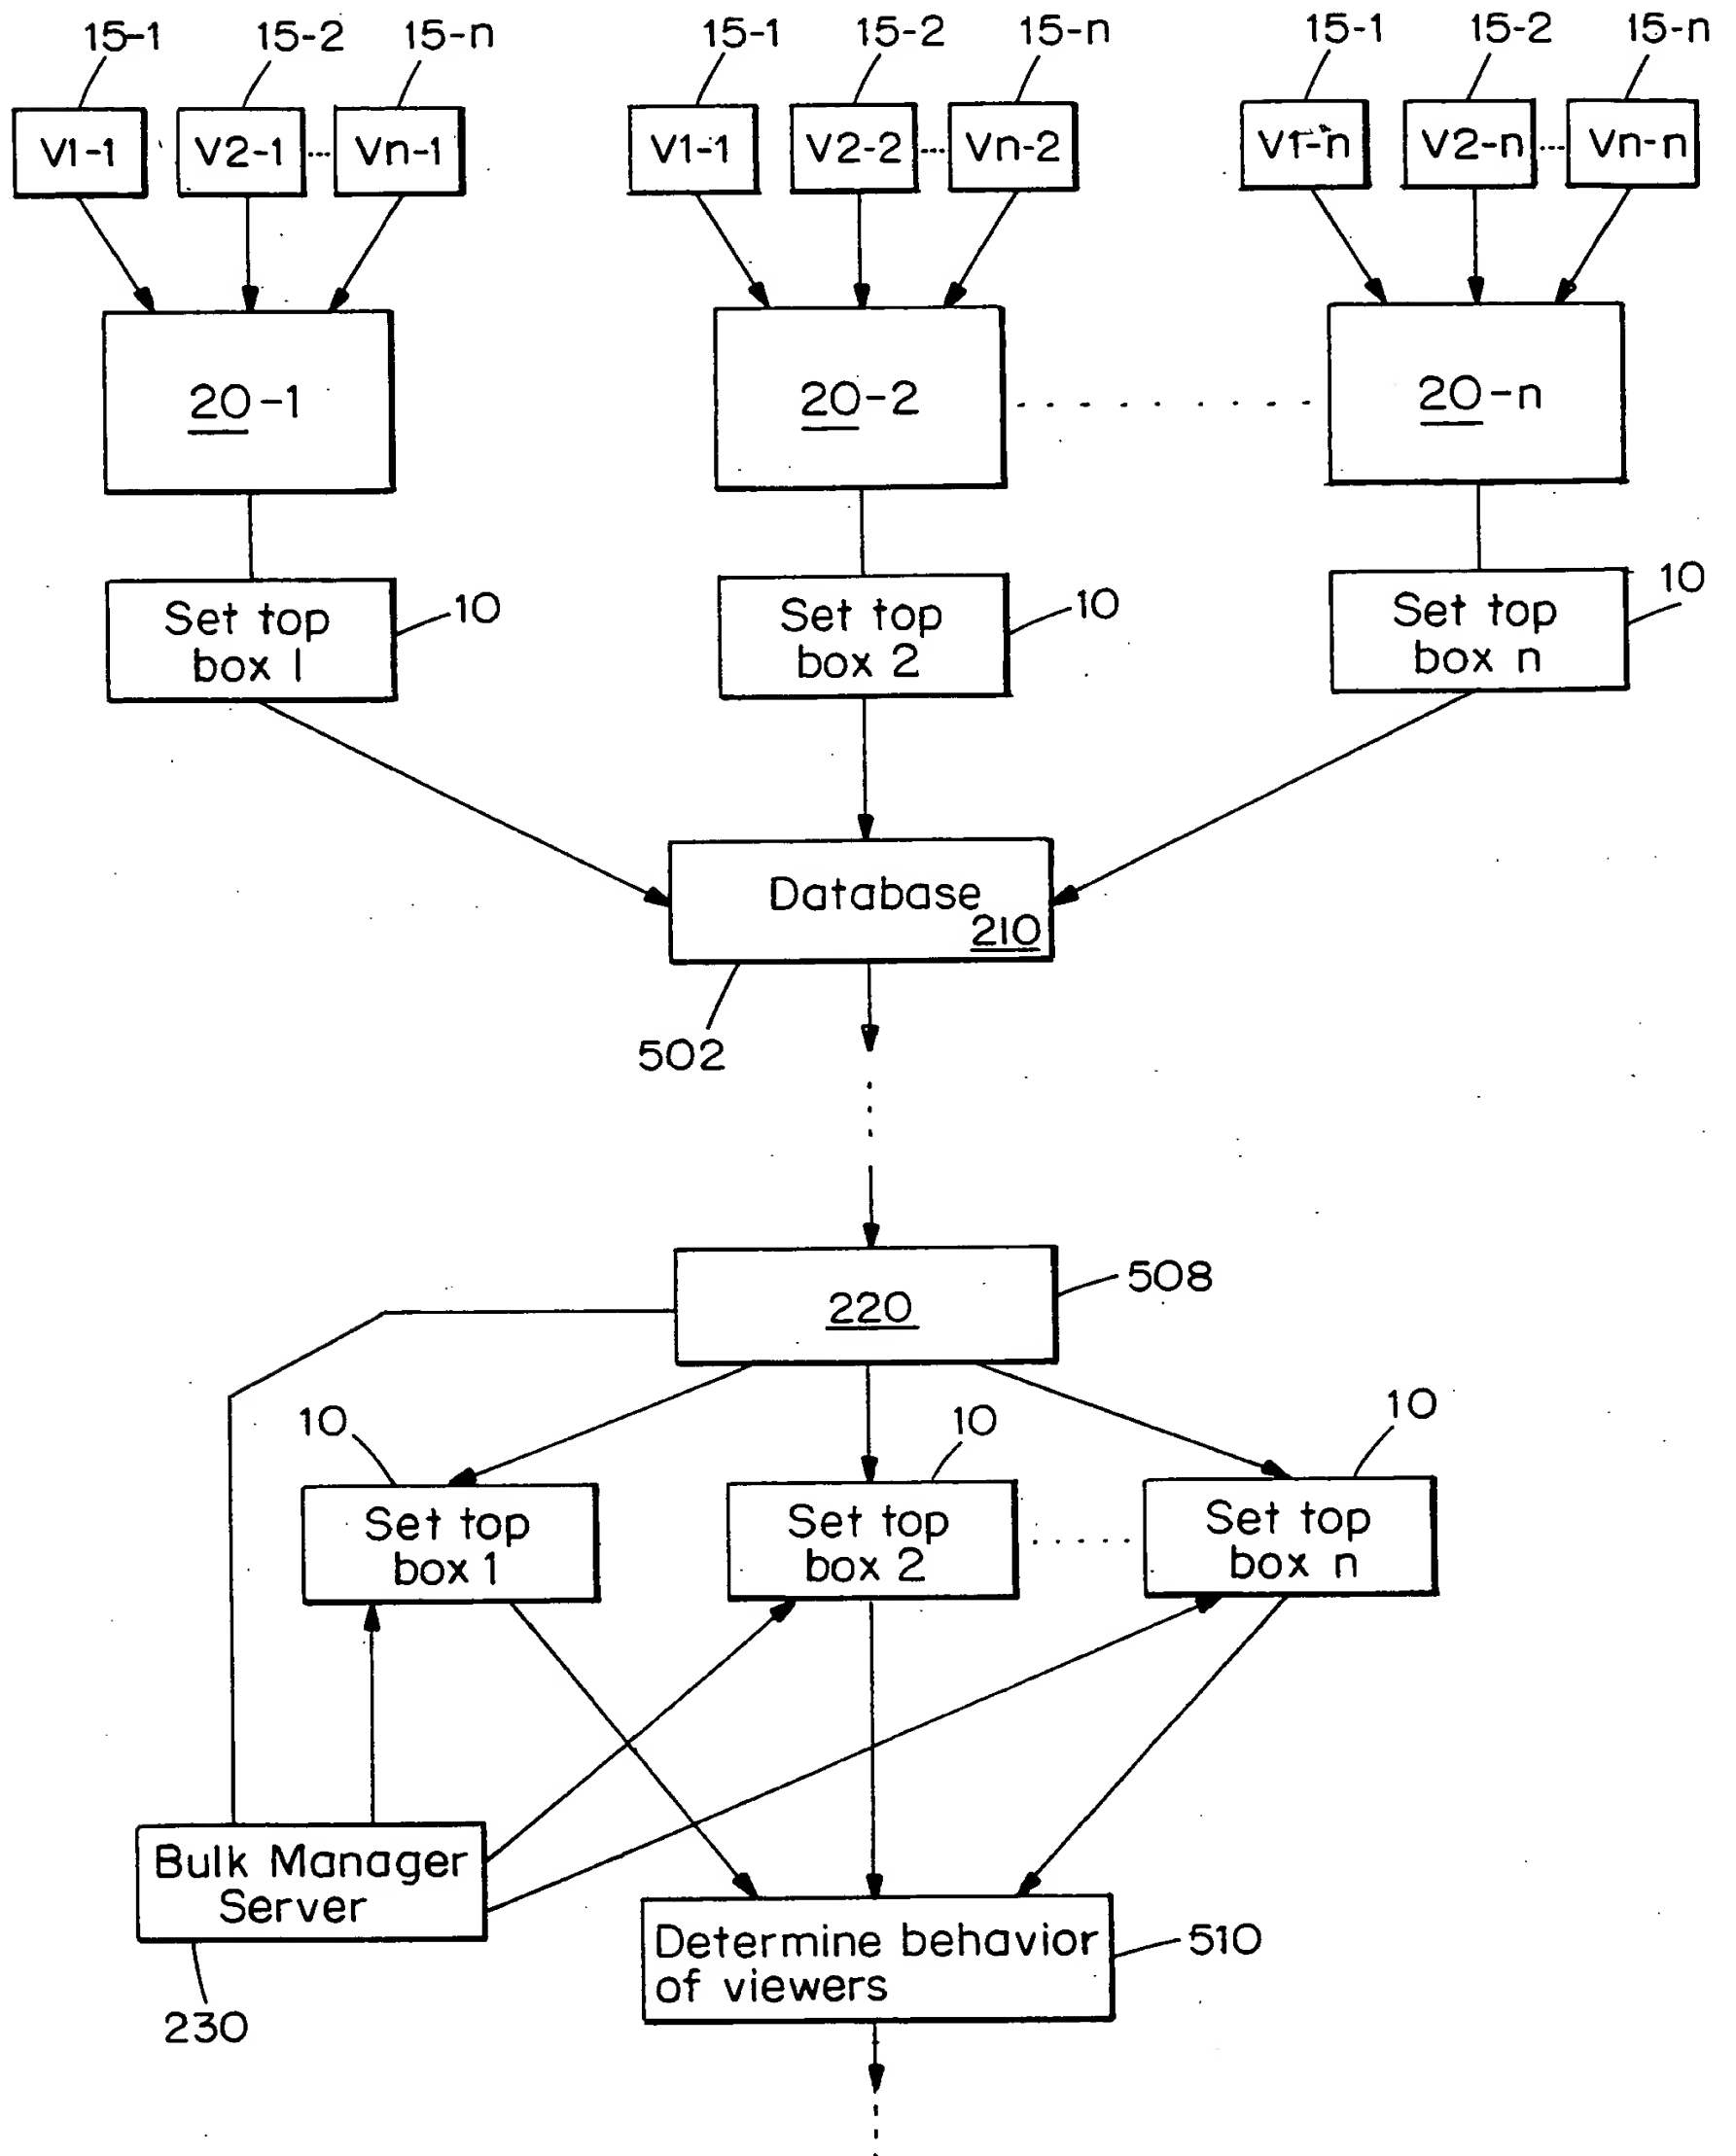 15-1 15-2 15-n 15-1 15-2 15-n 15-1 15-2 15-n
V1-1 V2-1 ... Vn-1 V1-1 V2-2 ... Vn-2 V1-n V2-n ... Vn-n
20-1 20-2 20-n
Set top
box 1
10
Set top
box 2
10
Set top
box n
10
Database
210
502
220
508
10 10 10
Set top
box 1
Set top
box 2
Set top
box n
Bulk Manager
Server
230
Determine behavior
of viewers
510